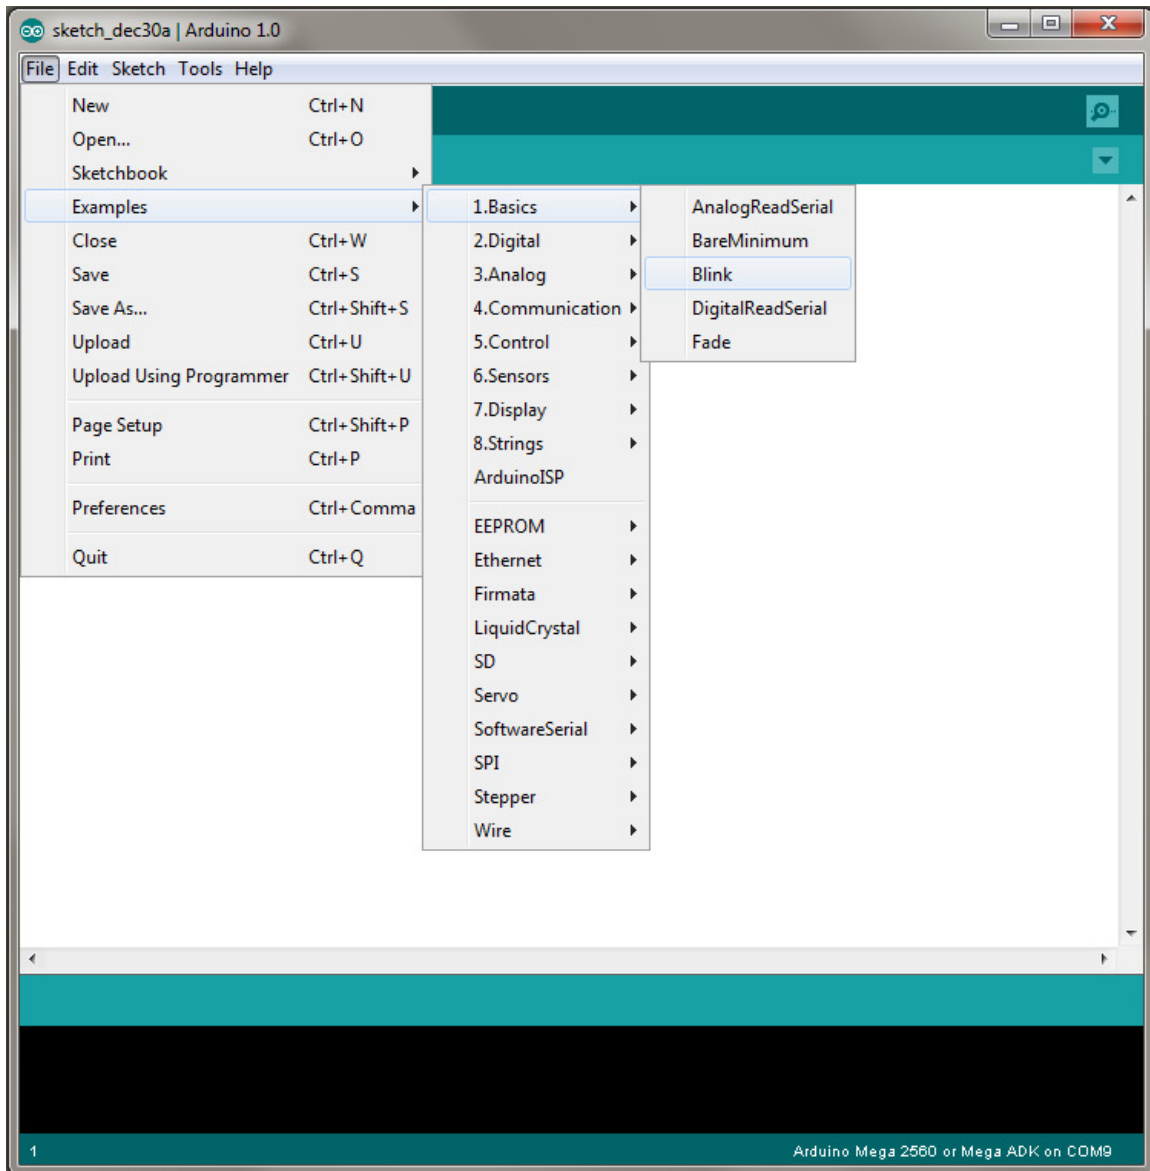 sketch_dec30a | Arduino 1.0
File Edit Sketch Tools Help
New Ctrl+N
Open... Ctrl+O
Sketchbook
Examples
Close Ctrl+W
Save Ctrl+S
Save As... Ctrl+Shift+S
Upload Ctrl+U
Upload Using Programmer Ctrl+Shift+U
Page Setup Ctrl+Shift+P
Print Ctrl+P
Preferences Ctrl+Comma
Quit Ctrl+Q
1.Basics
2.Digital
3.Analog
4.Communication
5.Control
6.Sensors
7.Display
8.Strings
ArduinoISP
EEPROM
Ethernet
Firmata
LiquidCrystal
SD
Servo
SoftwareSerial
SPI
Stepper
Wire
AnalogReadSerial
BareMinimum
Blink
DigitalReadSerial
Fade
1 Arduino Mega 2560 or Mega ADK on COM9